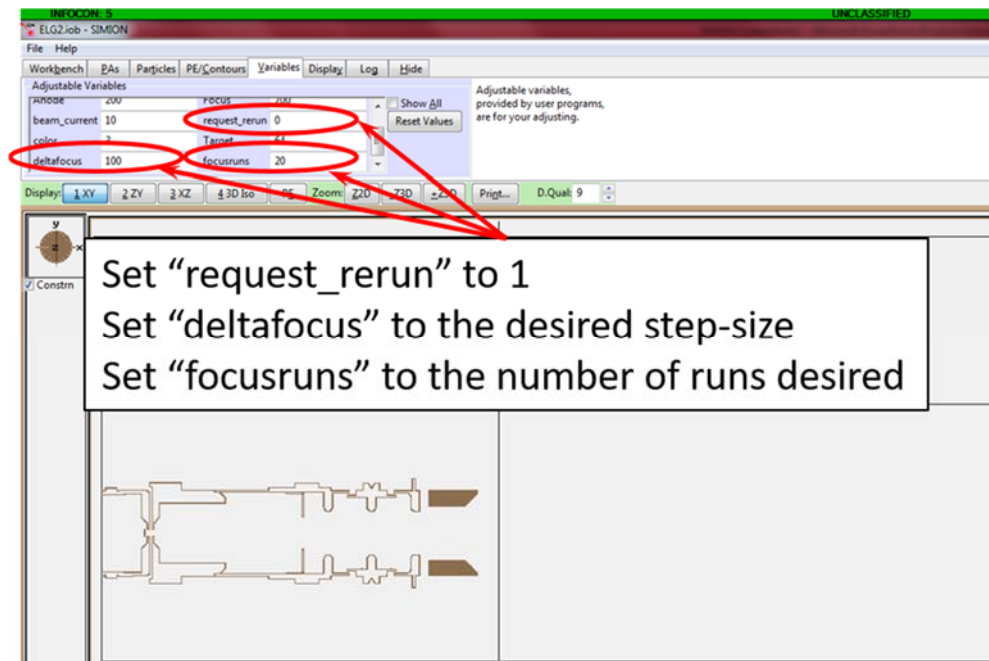 INFOCON: 5 UNCLASSIFIED
ELG2.iob - SIMION
File Help
Workbench PAs Particles PE/Contours Variables Display Log Hide
Adjustable Variables
Adjustable variables,
provided by user programs,
are for your adjusting.
Anode 200 Focus 700 Show All
beam_current 10 request_rerun 0 Reset Values
color Target
deltafocus 100 focusruns 20
Display: 1 XY 2 ZY 3 XZ 4 3D Iso PE Zoom: Z2D Z3D ±Z3D Print... D.Qual: 9
y
z x
Constrn
Set “request_rerun” to 1
Set “deltafocus” to the desired step-size
Set “focusruns” to the number of runs desired